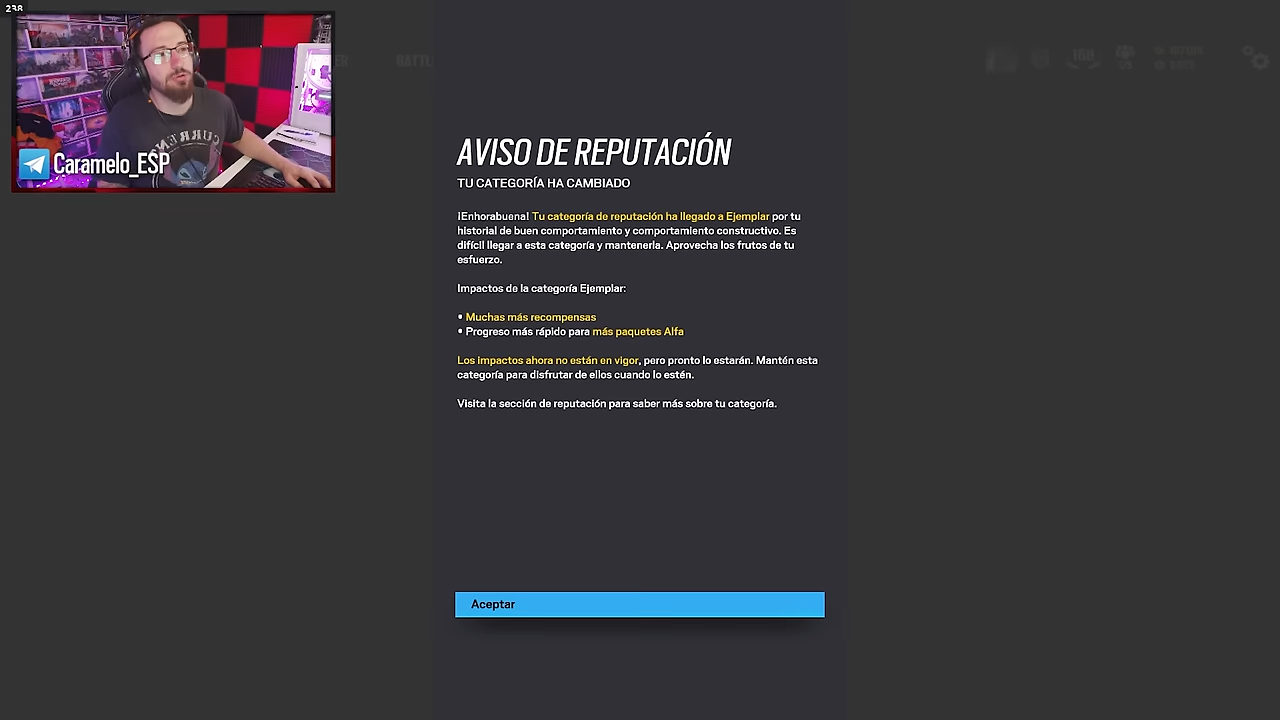 238
Caramelo_ESP
AVISO DE REPUTACIÓN
TU CATEGORÍA HA CAMBIADO
¡Enhorabuena! Tu categoría de reputación ha llegado a Ejemplar por tu
historial de buen comportamiento y comportamiento constructivo. Es
difícil llegar a esta categoría y mantenerla. Aprovecha los frutos de tu
esfuerzo.
Impactos de la categoría Ejemplar:
• Muchas más recompensas
• Progreso más rápido para más paquetes Alfa
Los impactos ahora no están en vigor, pero pronto lo estarán. Mantén esta
categoría para disfrutar de ellos cuando lo estén.
Visita la sección de reputación para saber más sobre tu categoría.
Aceptar